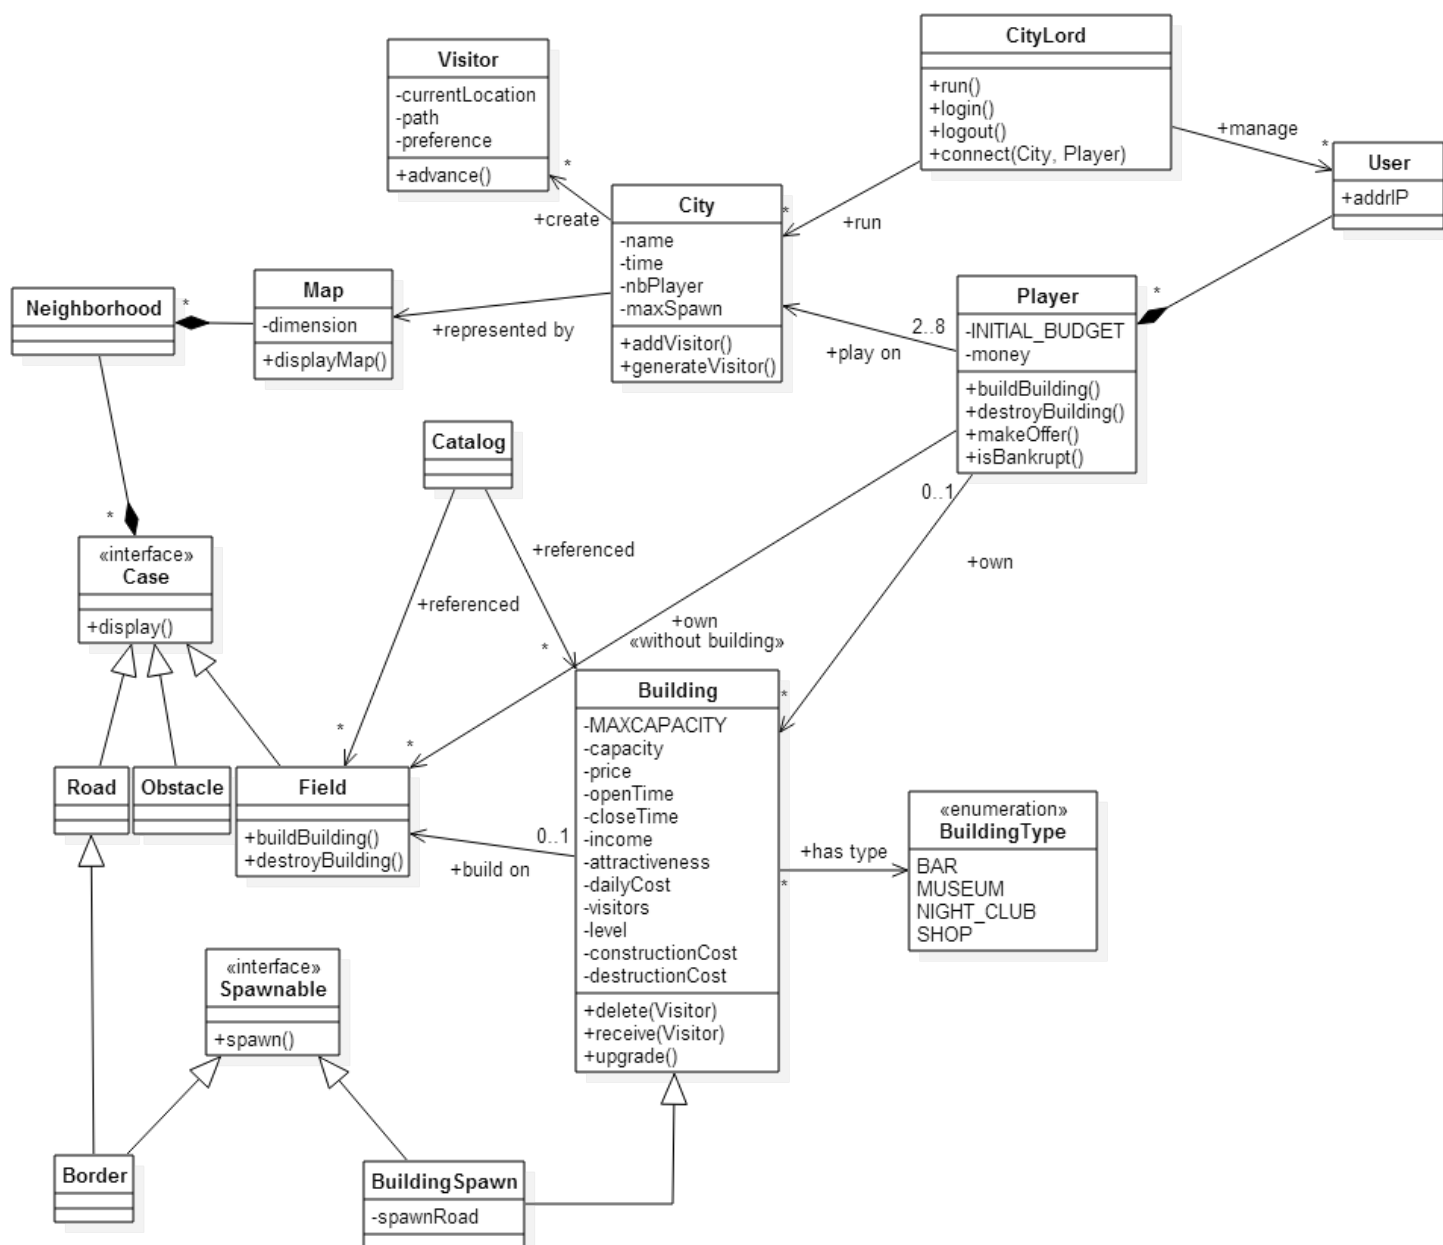 CityLord
+run()
+login()
+logout()
+connect(City, Player)
Visitor
-currentLocation
-path
-preference
+advance()
+manage
*
User
+addrIP
*
+create
City
-name
-time
-nbPlayer
-maxSpawn
+addVisitor()
+generateVisitor()
*
+run
Neighborhood
*
Map
-dimension
+displayMap()
+represented by
2..8
+play on
Player
-INITIAL_BUDGET
-money
+buildBuilding()
+destroyBuilding()
+makeOffer()
+isBankrupt()
*
Catalog
0..1
+own
*
«interface»
Case
+display()
+referenced
+referenced
+own
«without building»
*
*
*
*
Building
-MAXCAPACITY
-capacity
-price
-openTime
-closeTime
-income
-attractiveness
-dailyCost
-visitors
-level
-constructionCost
-destructionCost
+delete(Visitor)
+receive(Visitor)
+upgrade()
Road
Obstacle
Field
+buildBuilding()
+destroyBuilding()
0..1
+build on
+has type
*
«enumeration»
BuildingType
BAR
MUSEUM
NIGHT_CLUB
SHOP
«interface»
Spawnable
+spawn()
Border
BuildingSpawn
-spawnRoad